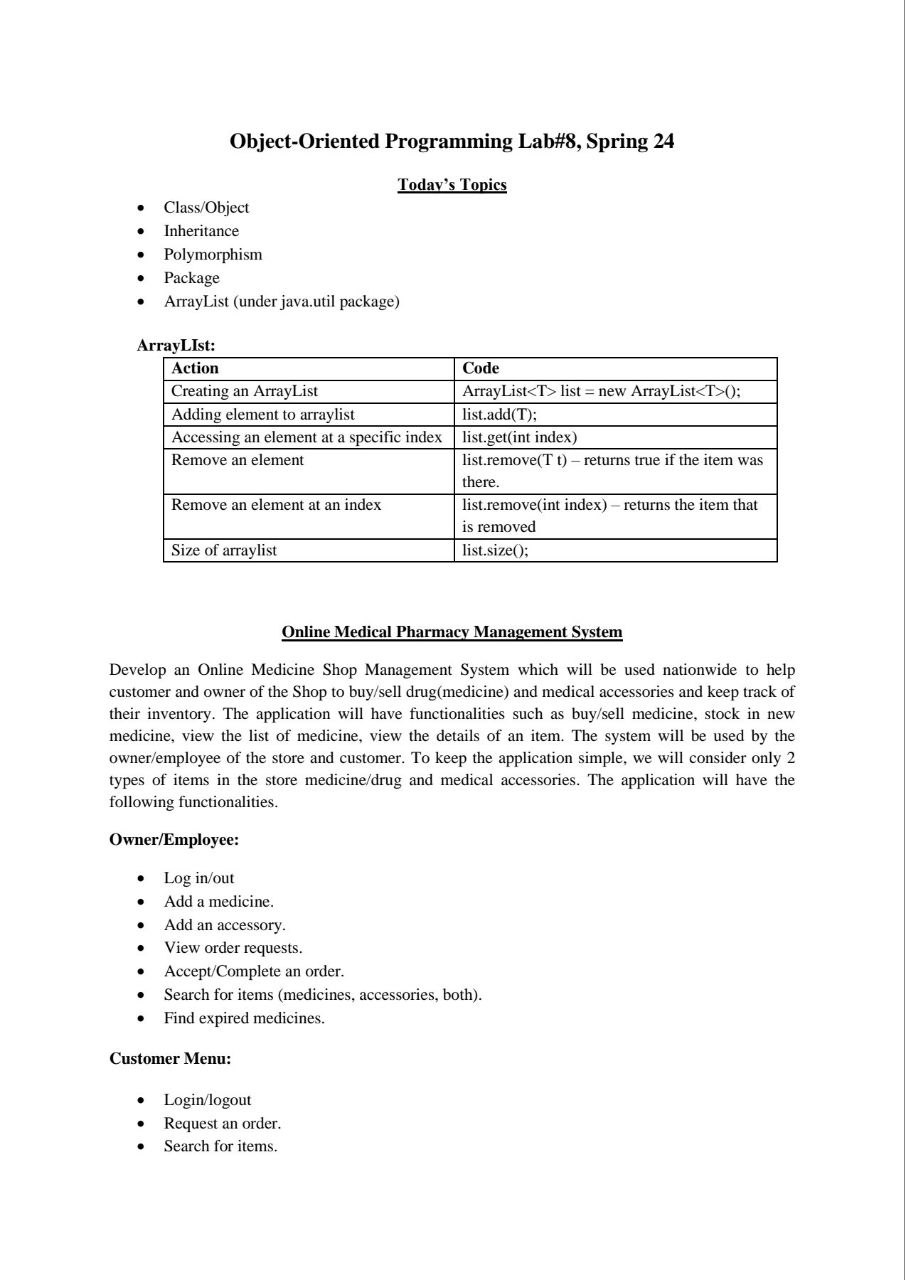 Object-Oriented Programming Lab#8, Spring 24
Today's Topics
• Class/Object
• Inheritance
• Polymorphism
• Package
• ArrayList (under java.util package)
ArrayLIst:
Action Code
Creating an ArrayList ArrayList<T> list = new ArrayList<T>();
Adding element to arraylist list.add(T);
Accessing an element at a specific index list.get(int index)
Remove an element list.remove(T t) – returns true if the item was
there.
Remove an element at an index list.remove(int index) – returns the item that
is removed
Size of arraylist list.size();
Online Medical Pharmacy Management System
Develop an Online Medicine Shop Management System which will be used nationwide to help
customer and owner of the Shop to buy/sell drug(medicine) and medical accessories and keep track of
their inventory. The application will have functionalities such as buy/sell medicine, stock in new
medicine, view the list of medicine, view the details of an item. The system will be used by the
owner/employee of the store and customer. To keep the application simple, we will consider only 2
types of items in the store medicine/drug and medical accessories. The application will have the
following functionalities.
Owner/Employee:
• Log in/out
• Add a medicine.
• Add an accessory.
• View order requests.
• Accept/Complete an order.
• Search for items (medicines, accessories, both).
• Find expired medicines.
Customer Menu:
• Login/logout
• Request an order.
• Search for items.